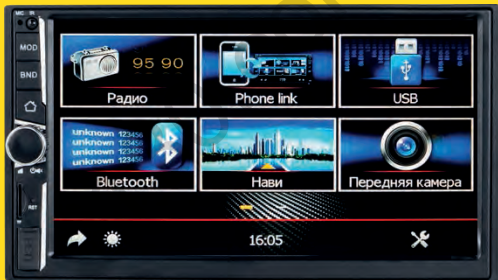 MIC IR
MOD
BND
95 90
Радио
Phone link
USB
unknown 123456
unknown 123456
unknown 123456
unknown 123456
Bluetooth
Нави
Передняя камера
16:05
RST